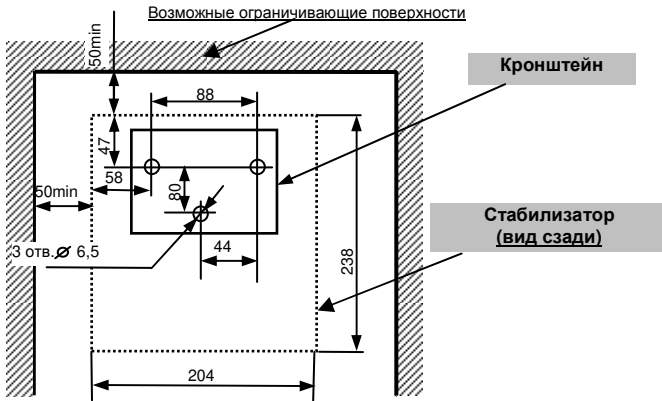 Возможные ограничивающие поверхности
50min
Кронштейн
88
47
58
80
50min
Стабилизатор
(вид сзади)
3 отв.⌀ 6,5
44
238
204